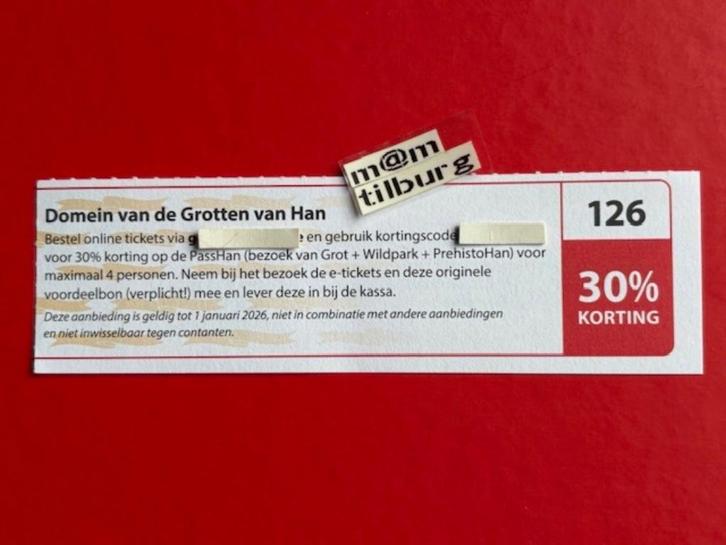 m@m
tilburg
Domein van de Grotten van Han
Bestel online tickets via g e en gebruik kortingscode
voor 30% korting op de PassHan (bezoek van Grot + Wildpark + PrehistoHan) voor
maximaal 4 personen. Neem bij het bezoek de e-tickets en deze originele
voordeelbon (verplicht!) mee en lever deze in bij de kassa.
Deze aanbieding is geldig tot 1 januari 2026, niet in combinatie met andere aanbiedingen
en niet inwisselbaar tegen contanten.
126
30%
KORTING